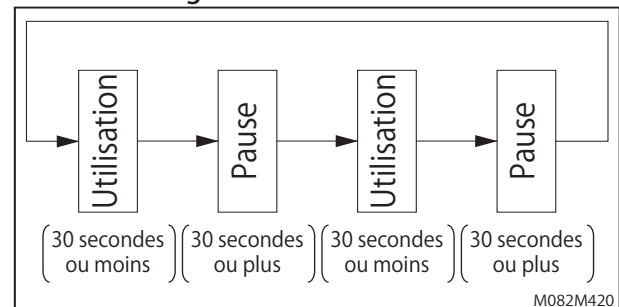 Utilisation
Pause
Utilisation
Pause
30 secondes
ou moins
30 secondes
ou plus
30 secondes
ou moins
30 secondes
ou plus
M082M420